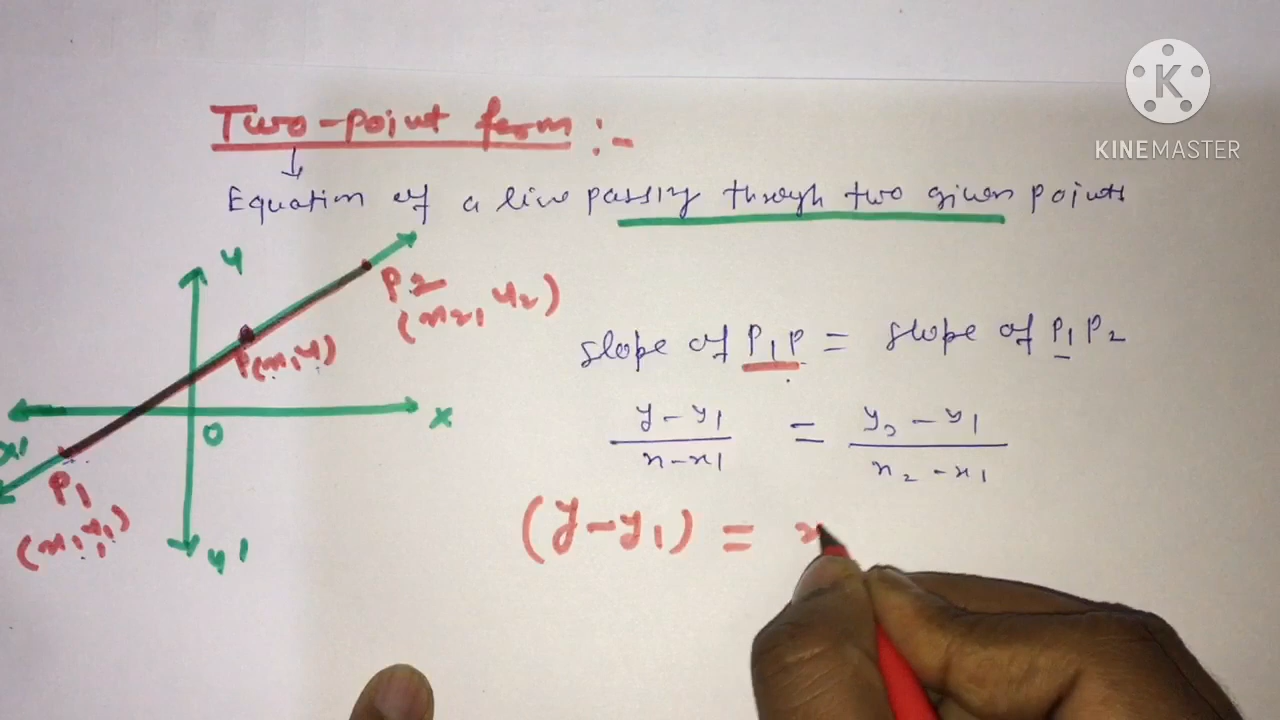 K
KINEMASTER
Two-point form :-
Equation of a line passing through two given points
y
P2
(x2, y2)
P(x, y)
slope of P1P = slope of P1P2
x
0
x'
y - y1 / x - x1 = y2 - y1 / x2 - x1
P1
(x1, y1)
y'
(y - y1) = x